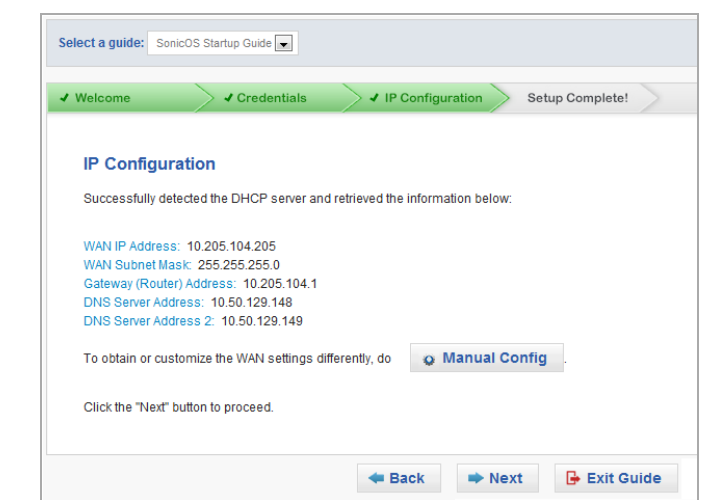 Select a guide: SonicOS Startup Guide
Welcome Credentials IP Configuration Setup Complete!
IP Configuration
Successfully detected the DHCP server and retrieved the information below:
WAN IP Address: 10.205.104.205
WAN Subnet Mask: 255.255.255.0
Gateway (Router) Address: 10.205.104.1
DNS Server Address: 10.50.129.148
DNS Server Address 2: 10.50.129.149
To obtain or customize the WAN settings differently, do Manual Config .
Click the "Next" button to proceed.
Back Next Exit Guide